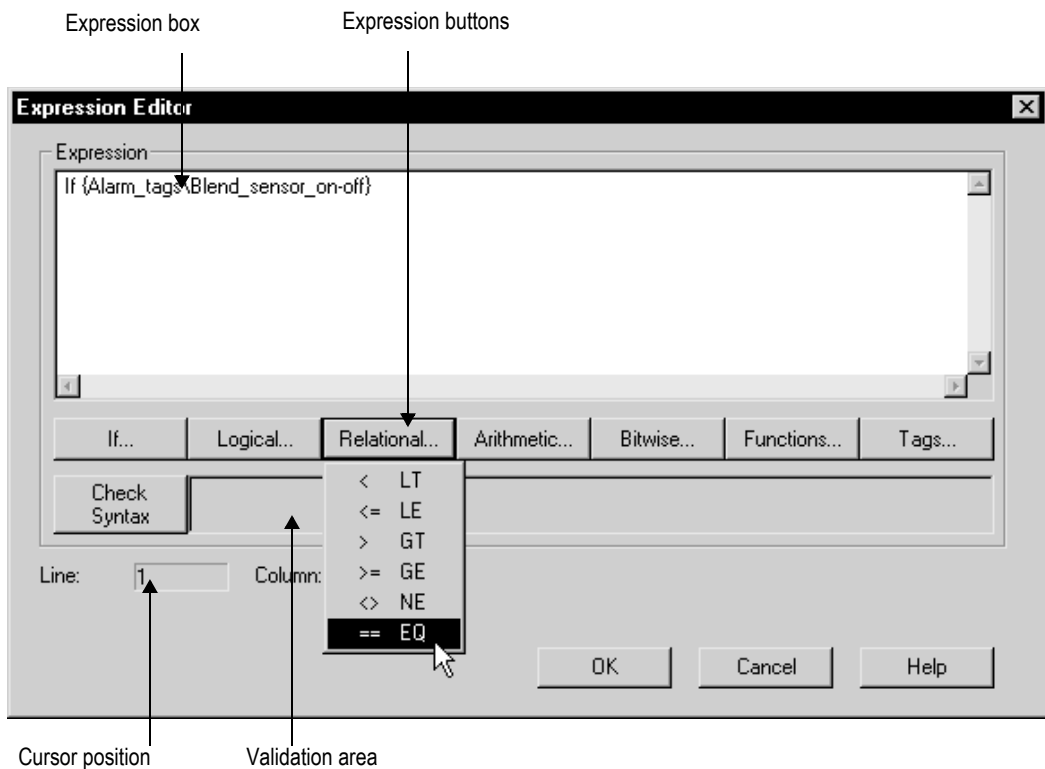 Expression box
Expression buttons
Expression Editor
Expression
If {Alarm_tags\Blend_sensor_on-off}
If...
Logical...
Relational...
Arithmetic...
Bitwise...
Functions...
Tags...
Check
Syntax
< LT
<= LE
> GT
>= GE
<> NE
== EQ
Line:
1
Column:
OK
Cancel
Help
Cursor position
Validation area